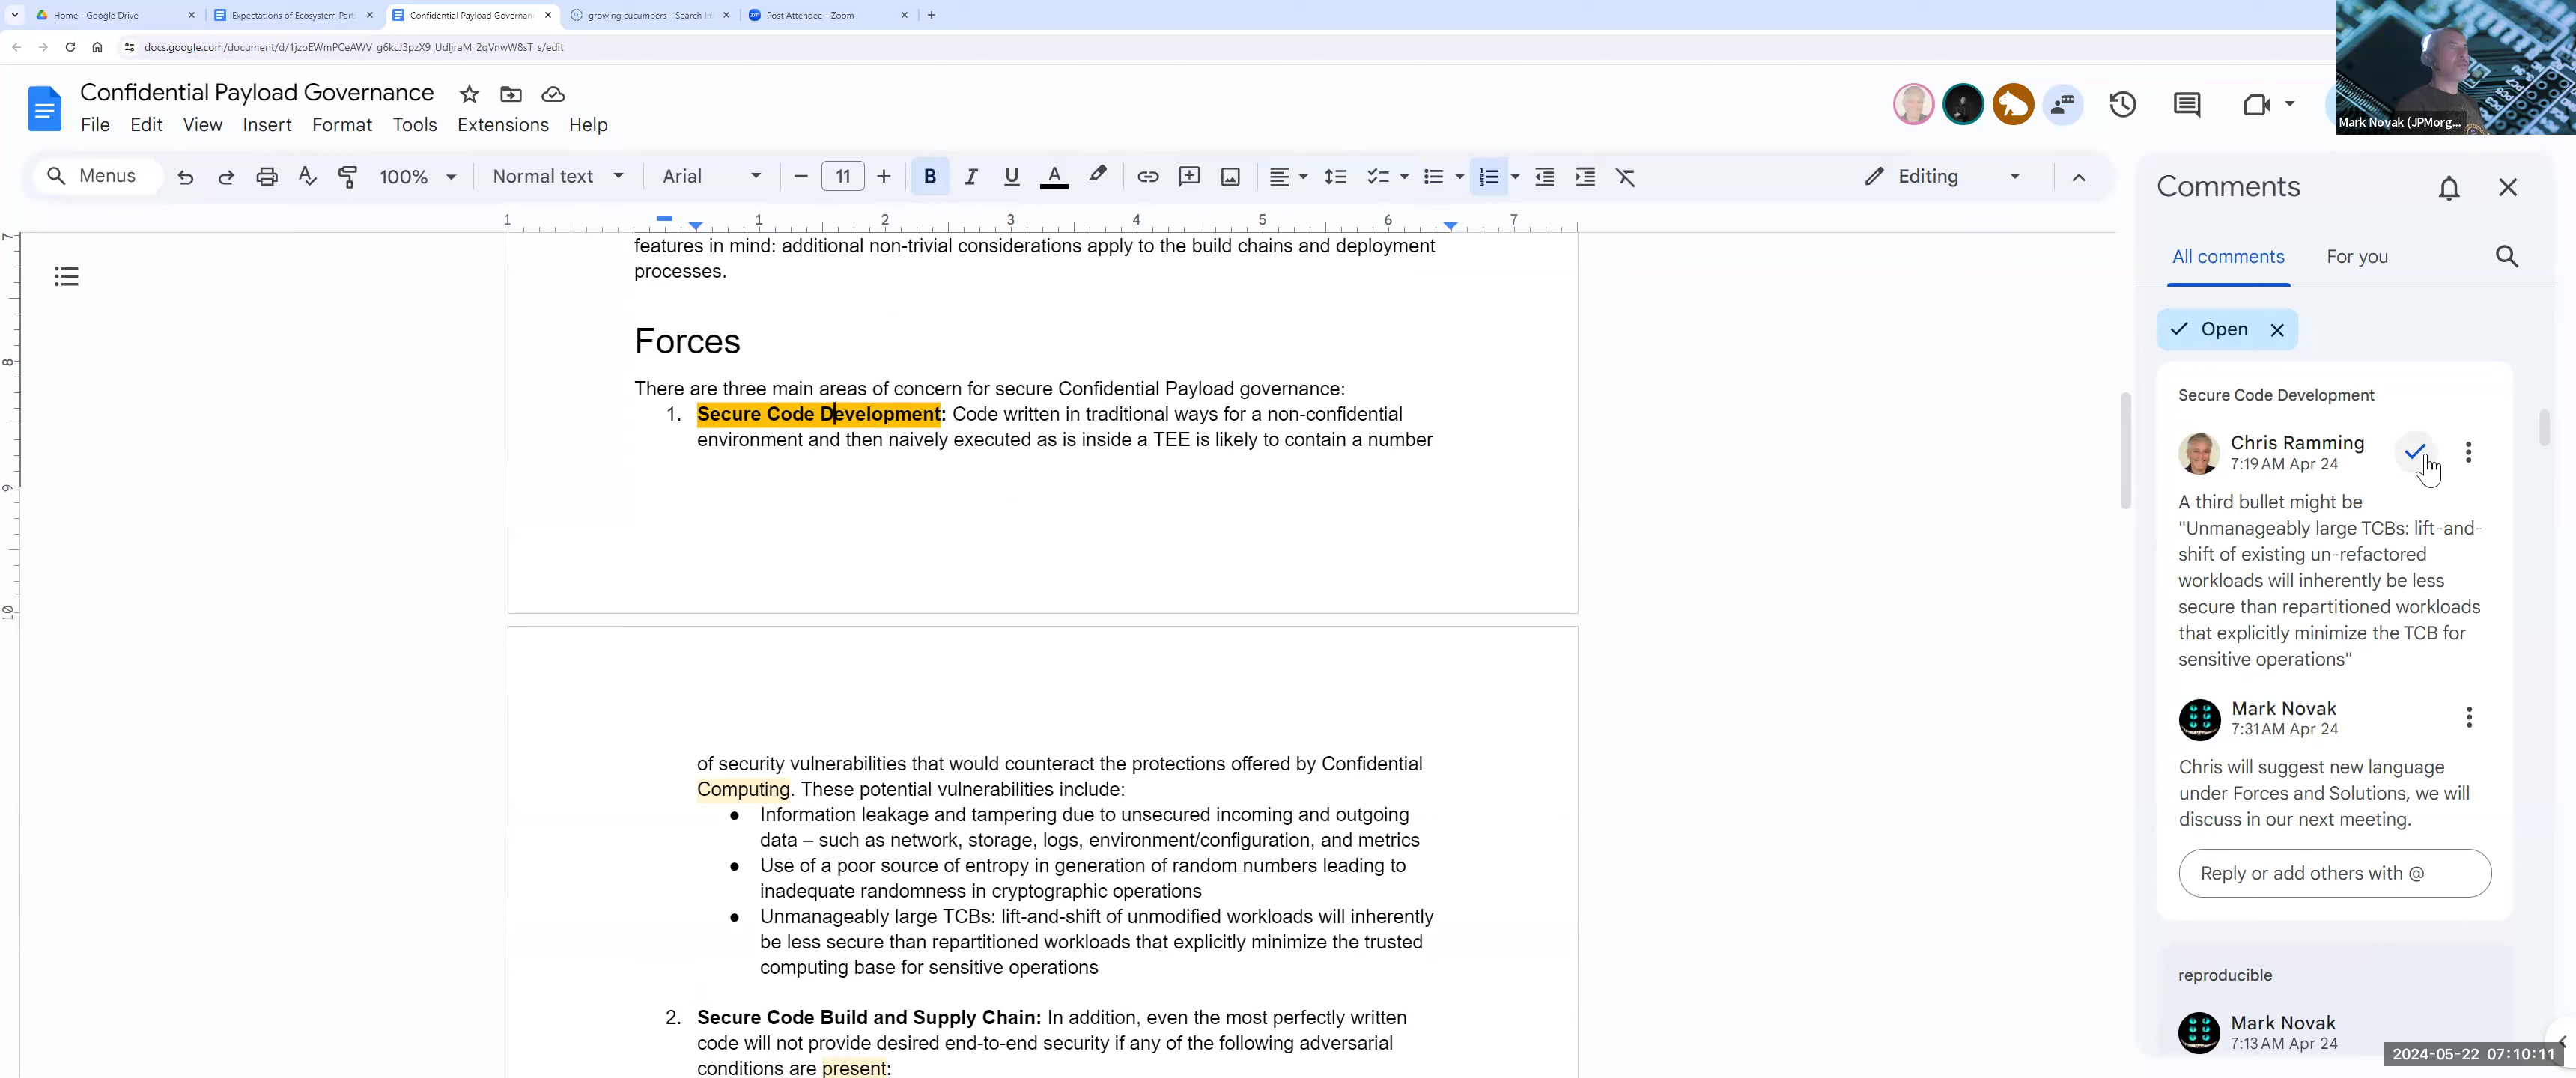 Home - Google Drive
Expectations of Ecosystem Part
Confidential Payload Governan
growing cucumbers - Search Im
Post Attendee - Zoom
docs.google.com/document/d/1jzoEWmPCeAWV_g6kcJ3pzX9_UdIjraM_2qVnwW8sT_s/edit
Mark Novak (JPMorg...
Confidential Payload Governance
File Edit View Insert Format Tools Extensions Help
Menus 100% Normal text Arial 11 Editing
1 1 2 3 4 5 6 7
7
8
9
10
features in mind: additional non-trivial considerations apply to the build chains and deployment
processes.
Forces
There are three main areas of concern for secure Confidential Payload governance:
1. Secure Code Development: Code written in traditional ways for a non-confidential
environment and then naively executed as is inside a TEE is likely to contain a number
of security vulnerabilities that would counteract the protections offered by Confidential
Computing. These potential vulnerabilities include:
● Information leakage and tampering due to unsecured incoming and outgoing
data – such as network, storage, logs, environment/configuration, and metrics
● Use of a poor source of entropy in generation of random numbers leading to
inadequate randomness in cryptographic operations
● Unmanageably large TCBs: lift-and-shift of unmodified workloads will inherently
be less secure than repartitioned workloads that explicitly minimize the trusted
computing base for sensitive operations
2. Secure Code Build and Supply Chain: In addition, even the most perfectly written
code will not provide desired end-to-end security if any of the following adversarial
conditions are present:
Comments
All comments For you
Open
Secure Code Development
Chris Ramming
7:19 AM Apr 24
A third bullet might be
"Unmanageably large TCBs: lift-and-
shift of existing un-refactored
workloads will inherently be less
secure than repartitioned workloads
that explicitly minimize the TCB for
sensitive operations"
Mark Novak
7:31 AM Apr 24
Chris will suggest new language
under Forces and Solutions, we will
discuss in our next meeting.
Reply or add others with @
reproducible
Mark Novak
7:13 AM Apr 24
2024-05-22 07:10:11